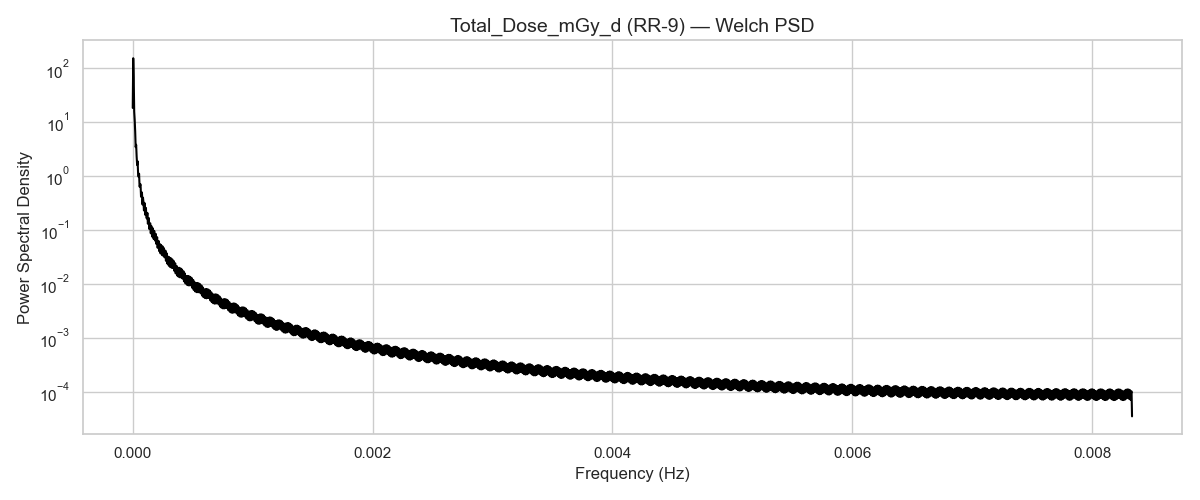 Total_Dose_mGy_d (RR-9) — Welch PSD
Power Spectral Density
10²
10¹
10⁰
10⁻¹
10⁻²
10⁻³
10⁻⁴
0.000 0.002 0.004 0.006 0.008
Frequency (Hz)